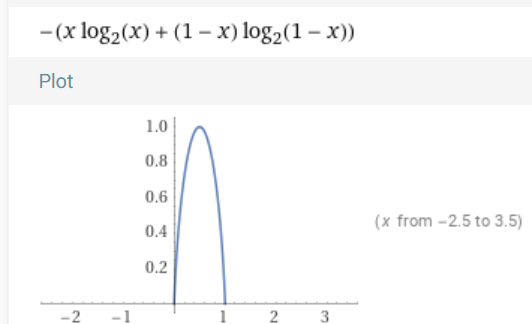 −(x log₂(x) + (1 − x) log₂(1 − x))
Plot
1.0
0.8
0.6
(x from −2.5 to 3.5)
0.4
0.2
−2 −1 1 2 3